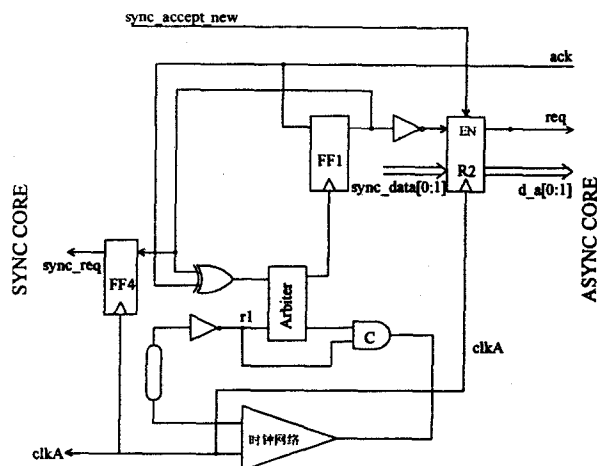 sync_accept_new
ack
req
EN
FF1
R2
sync_data[0:1]
d_a[0:1]
SYNC CORE
ASYNC CORE
sync_req
FF4
Arbiter
r1
C
clkA
时钟网络
clkA